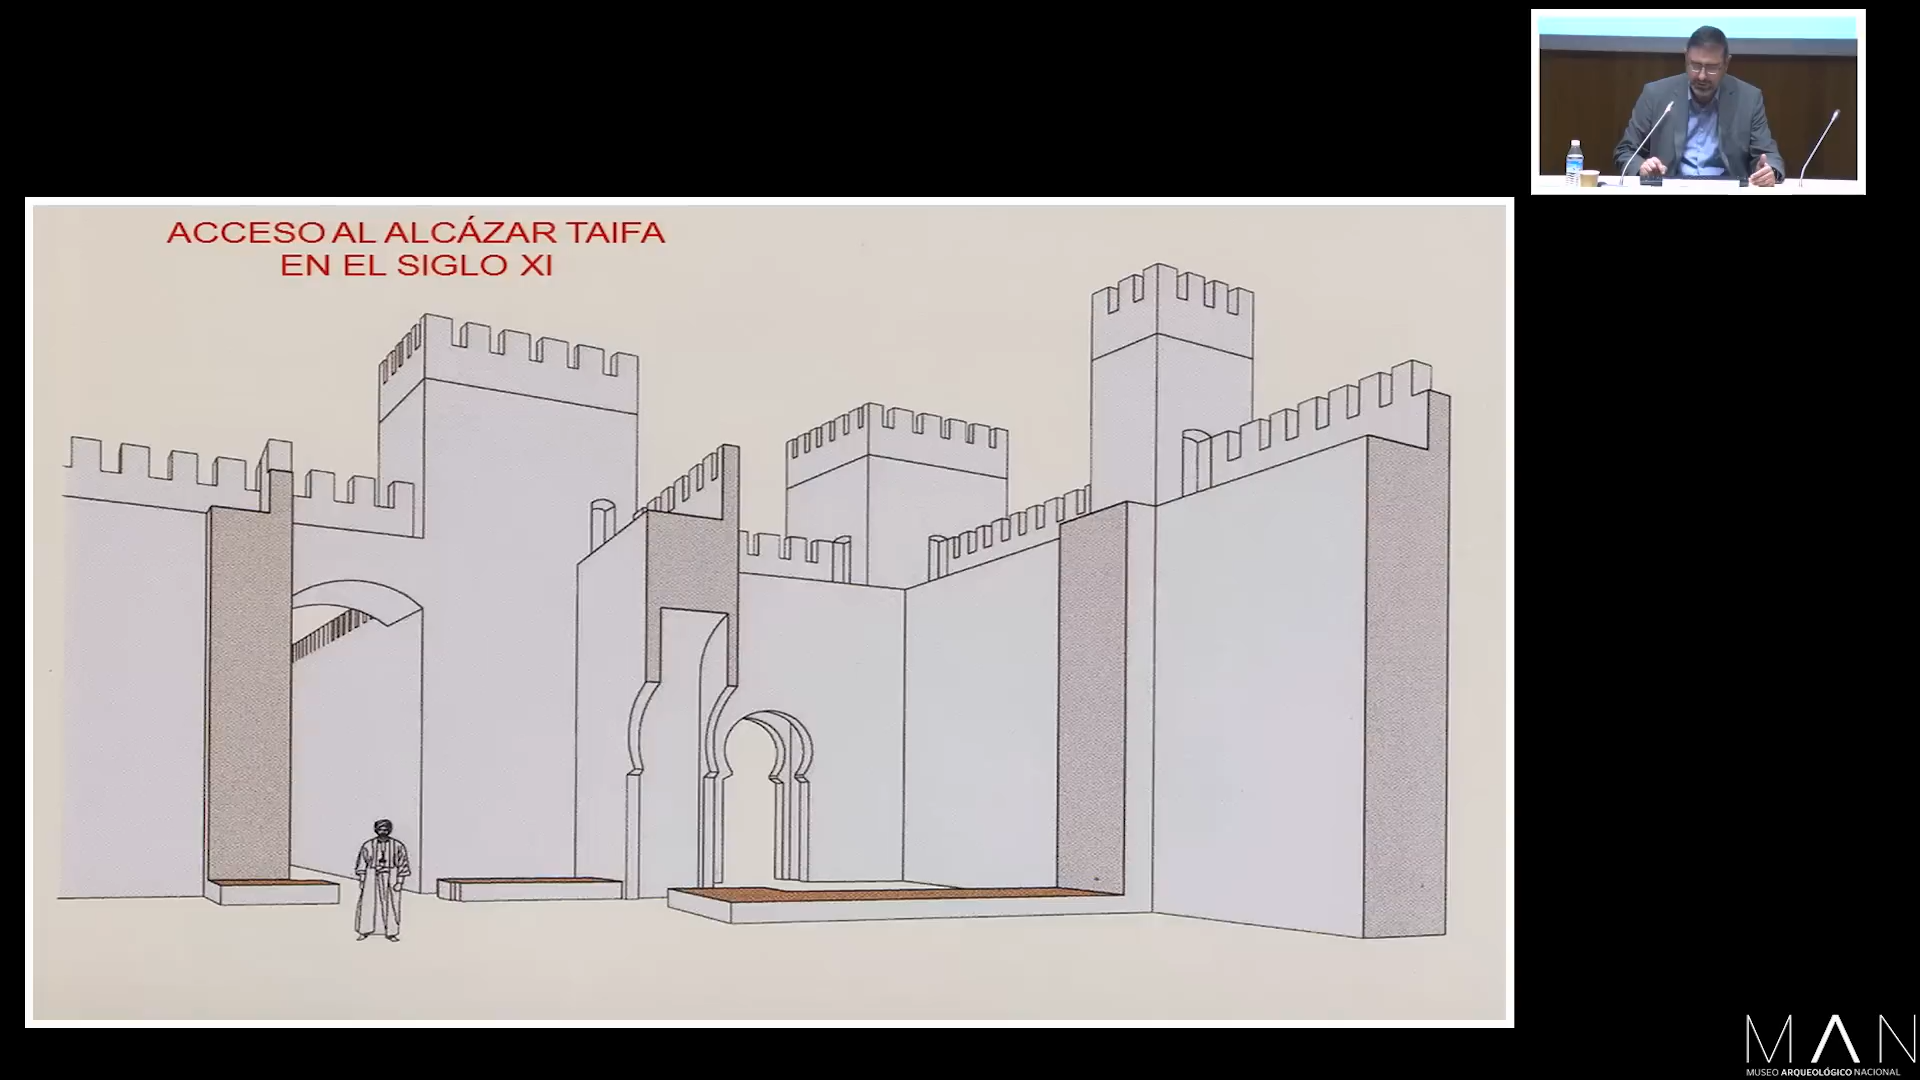 ACCESO AL ALCÁZAR TAIFA
EN EL SIGLO XI
MAN
MUSEO ARQUEOLÓGICO NACIONAL